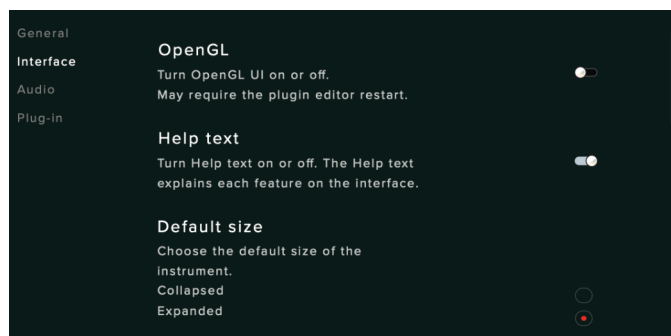 General
Interface
Audio
Plug-in
OpenGL
Turn OpenGL UI on or off.
May require the plugin editor restart.
Help text
Turn Help text on or off. The Help text
explains each feature on the interface.
Default size
Choose the default size of the
instrument.
Collapsed
Expanded